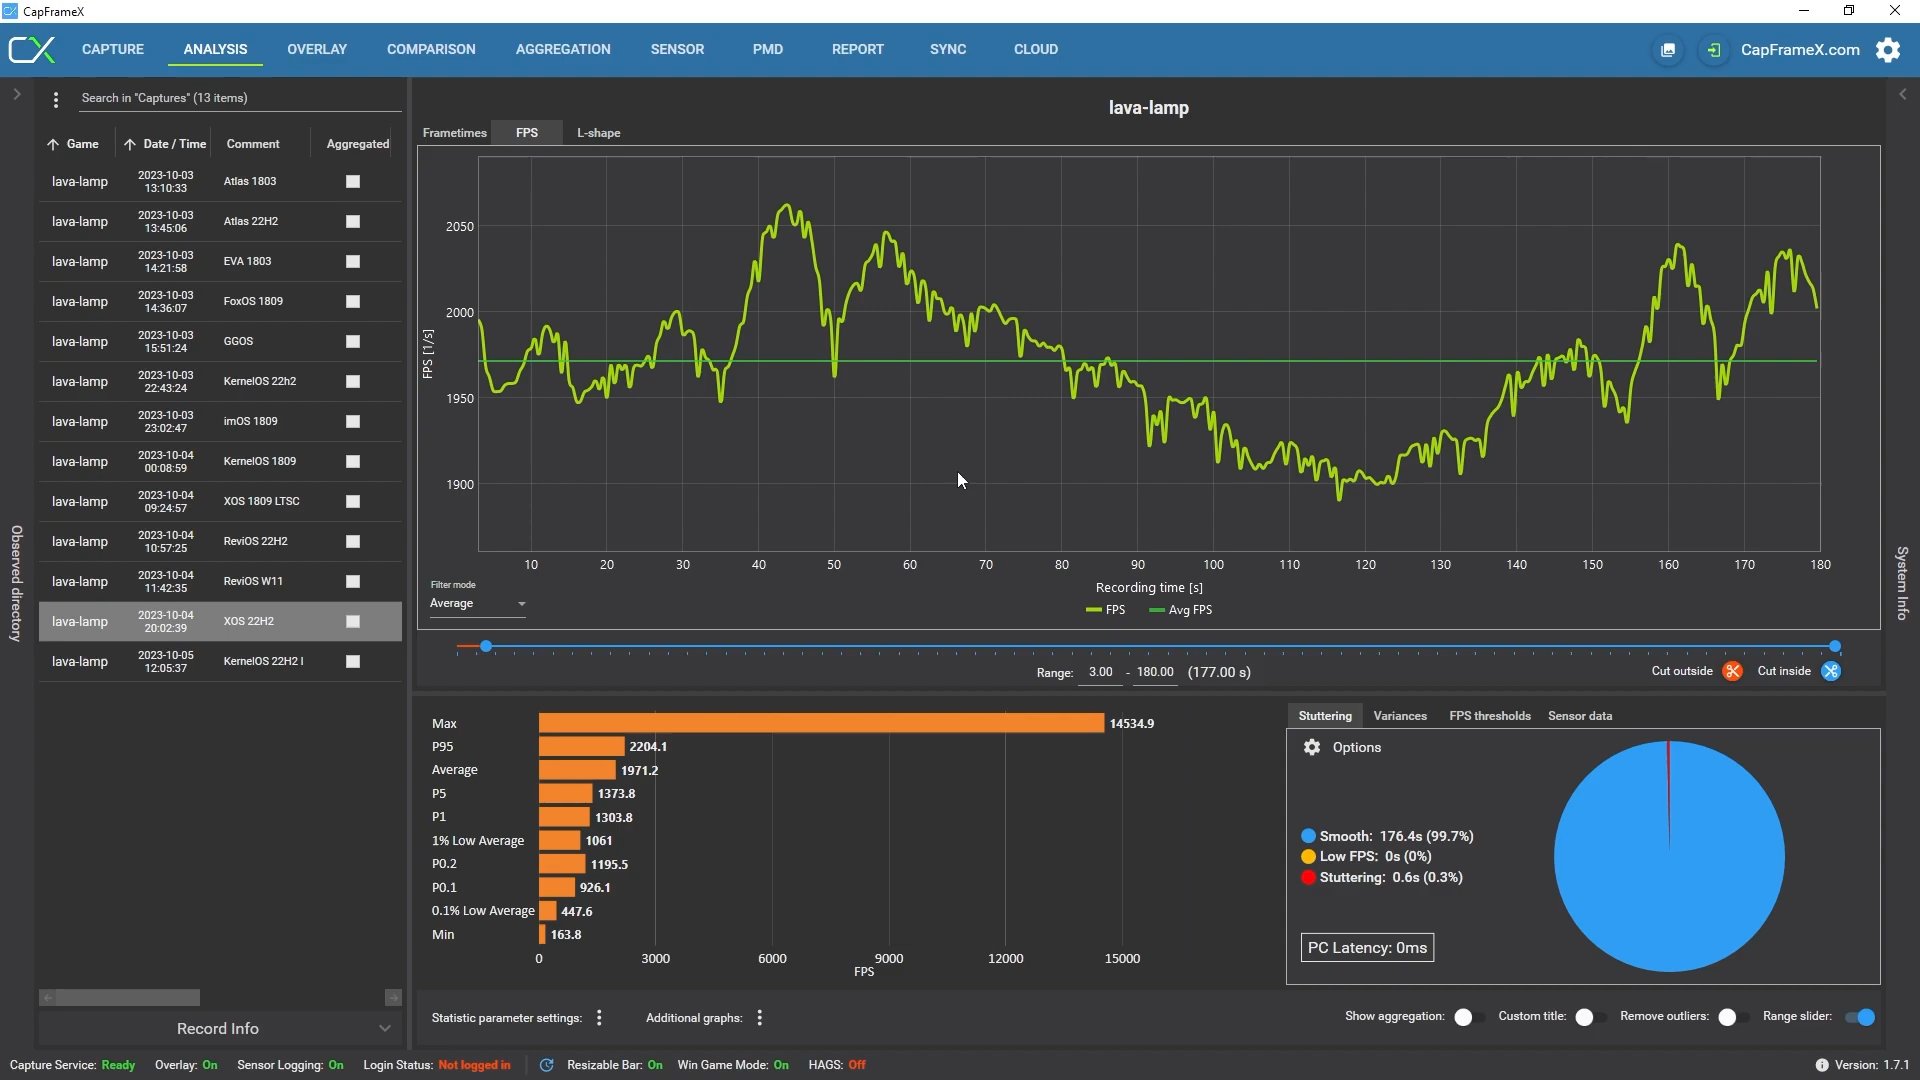 CapFrameX
CX CAPTURE ANALYSIS OVERLAY COMPARISON AGGREGATION SENSOR PMD REPORT SYNC CLOUD CapFrameX.com
Observed directory
Search in "Captures" (13 items)
Game Date / Time Comment Aggregated
lava-lamp 2023-10-03 13:10:33 Atlas 1803
lava-lamp 2023-10-03 13:45:06 Atlas 22H2
lava-lamp 2023-10-03 14:21:58 EVA 1803
lava-lamp 2023-10-03 14:36:07 FoxOS 1809
lava-lamp 2023-10-03 15:51:24 GGOS
lava-lamp 2023-10-03 22:43:24 KernelOS 22h2
lava-lamp 2023-10-03 23:02:47 imOS 1809
lava-lamp 2023-10-04 00:08:59 KernelOS 1809
lava-lamp 2023-10-04 09:24:57 XOS 1809 LTSC
lava-lamp 2023-10-04 10:57:25 ReviOS 22H2
lava-lamp 2023-10-04 11:42:35 ReviOS W11
lava-lamp 2023-10-04 20:02:39 XOS 22H2
lava-lamp 2023-10-05 12:05:37 KernelOS 22H2 I
Record Info
lava-lamp
Frametimes FPS L-shape
FPS [1/s]
2050
2000
1950
1900
10 20 30 40 50 60 70 80 90 100 110 120 130 140 150 160 170 180
Recording time [s]
FPS Avg FPS
Filter mode
Average
Range: 3.00 - 180.00 (177.00 s)
Cut outside Cut inside
Max 14534.9
P95 2204.1
Average 1971.2
P5 1373.8
P1 1303.8
1% Low Average 1061
P0.2 1195.5
P0.1 926.1
0.1% Low Average 447.6
Min 163.8
0 3000 6000 9000 12000 15000
FPS
Stuttering Variances FPS thresholds Sensor data
Options
Smooth: 176.4s (99.7%)
Low FPS: 0s (0%)
Stuttering: 0.6s (0.3%)
PC Latency: 0ms
Statistic parameter settings: Additional graphs:
Show aggregation: Custom title: Remove outliers: Range slider:
System Info
Capture Service: Ready Overlay: On Sensor Logging: On Login Status: Not logged in Resizable Bar: On Win Game Mode: On HAGS: Off
Version: 1.7.1